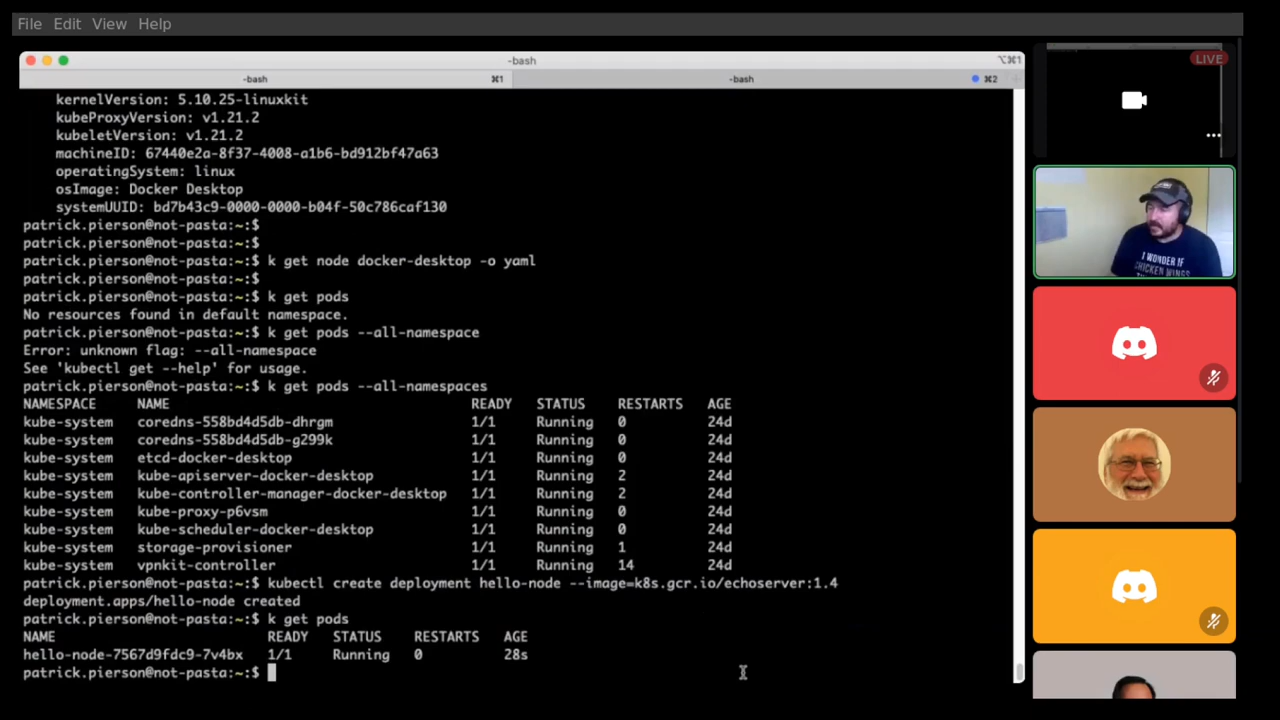 File Edit View Help
-bash
⌥⌘1
-bash ⌘1
-bash ⌘2
kernelVersion: 5.10.25-linuxkit
kubeProxyVersion: v1.21.2
kubeletVersion: v1.21.2
machineID: 67440e2a-8f37-4008-a1b6-bd912bf47a63
operatingSystem: linux
osImage: Docker Desktop
systemUUID: bd7b43c9-0000-0000-b04f-50c786caf130
patrick.pierson@not-pasta:~:$
patrick.pierson@not-pasta:~:$
patrick.pierson@not-pasta:~:$ k get node docker-desktop -o yaml
patrick.pierson@not-pasta:~:$
patrick.pierson@not-pasta:~:$ k get pods
No resources found in default namespace.
patrick.pierson@not-pasta:~:$ k get pods --all-namespace
Error: unknown flag: --all-namespace
See 'kubectl get --help' for usage.
patrick.pierson@not-pasta:~:$ k get pods --all-namespaces
NAMESPACE NAME READY STATUS RESTARTS AGE
kube-system coredns-558bd4d5db-dhrgm 1/1 Running 0 24d
kube-system coredns-558bd4d5db-g299k 1/1 Running 0 24d
kube-system etcd-docker-desktop 1/1 Running 0 24d
kube-system kube-apiserver-docker-desktop 1/1 Running 2 24d
kube-system kube-controller-manager-docker-desktop 1/1 Running 2 24d
kube-system kube-proxy-p6vsm 1/1 Running 0 24d
kube-system kube-scheduler-docker-desktop 1/1 Running 0 24d
kube-system storage-provisioner 1/1 Running 1 24d
kube-system vpnkit-controller 1/1 Running 14 24d
patrick.pierson@not-pasta:~:$ kubectl create deployment hello-node --image=k8s.gcr.io/echoserver:1.4
deployment.apps/hello-node created
patrick.pierson@not-pasta:~:$ k get pods
NAME READY STATUS RESTARTS AGE
hello-node-7567d9fdc9-7v4bx 1/1 Running 0 28s
patrick.pierson@not-pasta:~:$
LIVE
I WONDER IF
CHICKEN WINGS